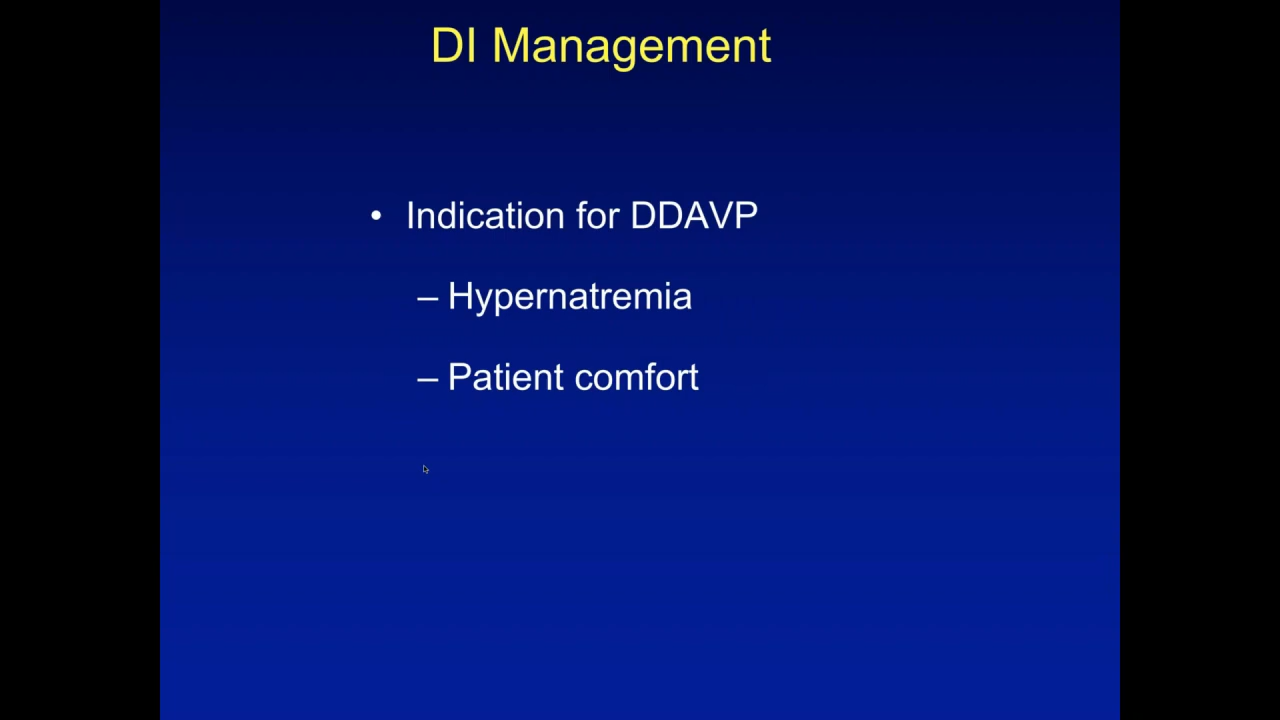 DI Management
• Indication for DDAVP
– Hypernatremia
– Patient comfort